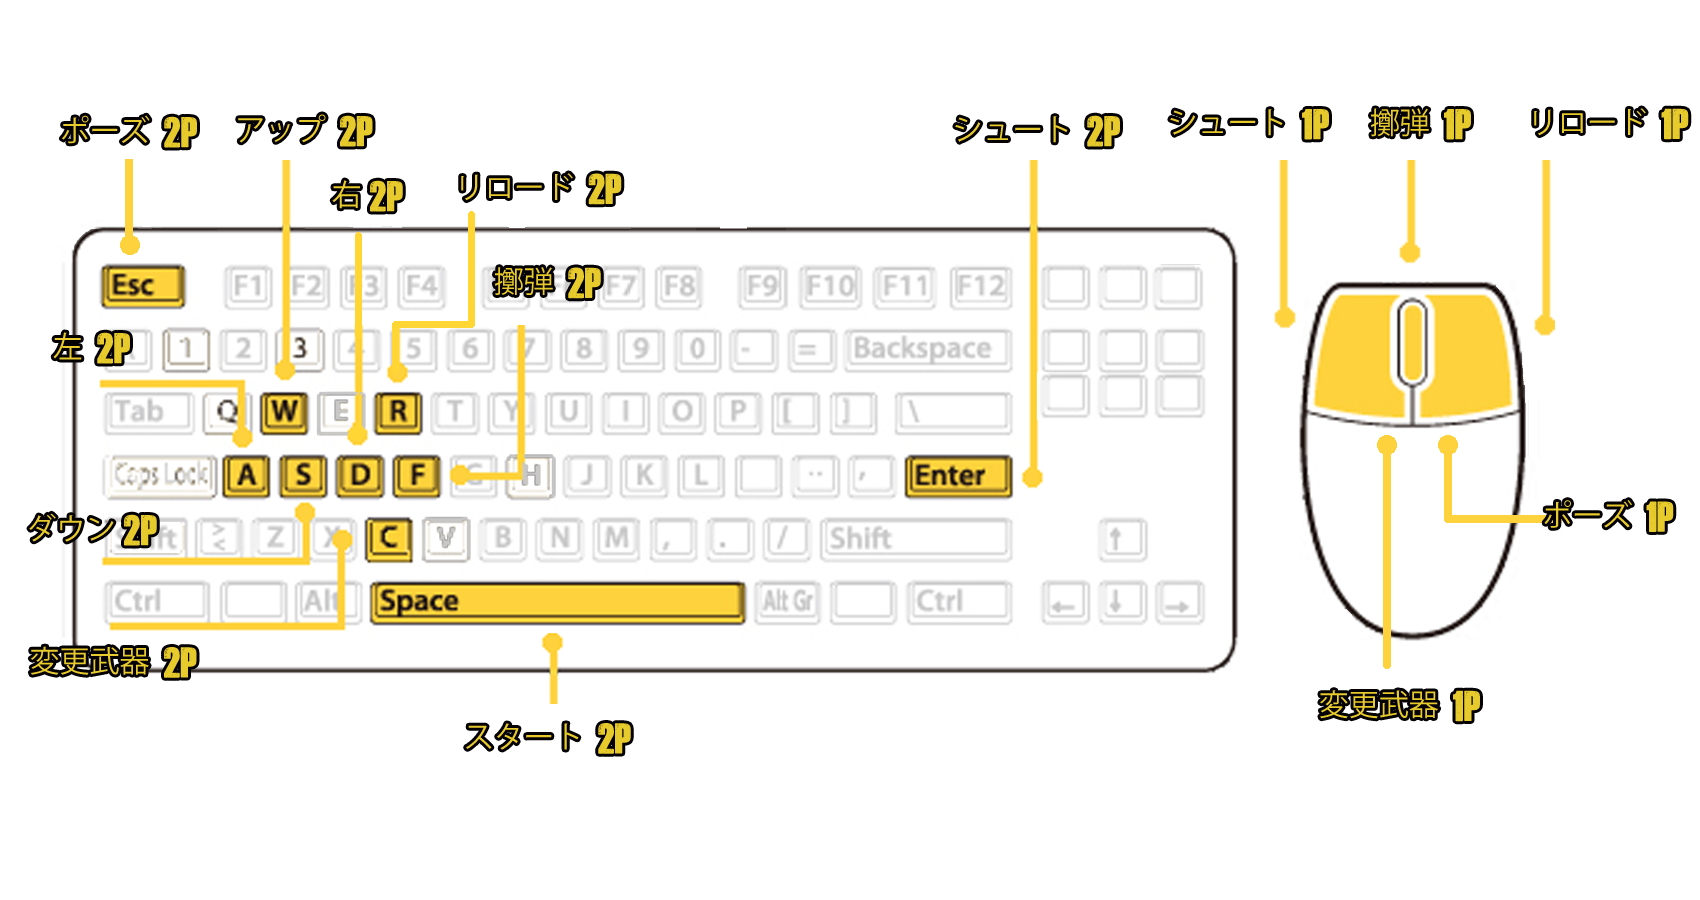 ポーズ 2P
アップ 2P
シュート 2P
シュート 1P
擲弾 1P
リロード 1P
右 2P
リロード 2P
擲弾 2P
Esc F1 F2 F3 F4 F7 F8 F9 F10 F11 F12
左 2P
1 2 3 4 5 6 7 8 9 0 - = Backspace
Tab Q W E R T Y U I O P [ ] \
Caps Lock A S D F G H J K L ¨ , Enter
ダウン 2P
ポーズ 1P
≥ ≤ Z X C V B N M , . / Shift ↑
Ctrl Alt Space Alt Gr Ctrl ← ↓ →
変更武器 2P
変更武器 1P
スタート 2P